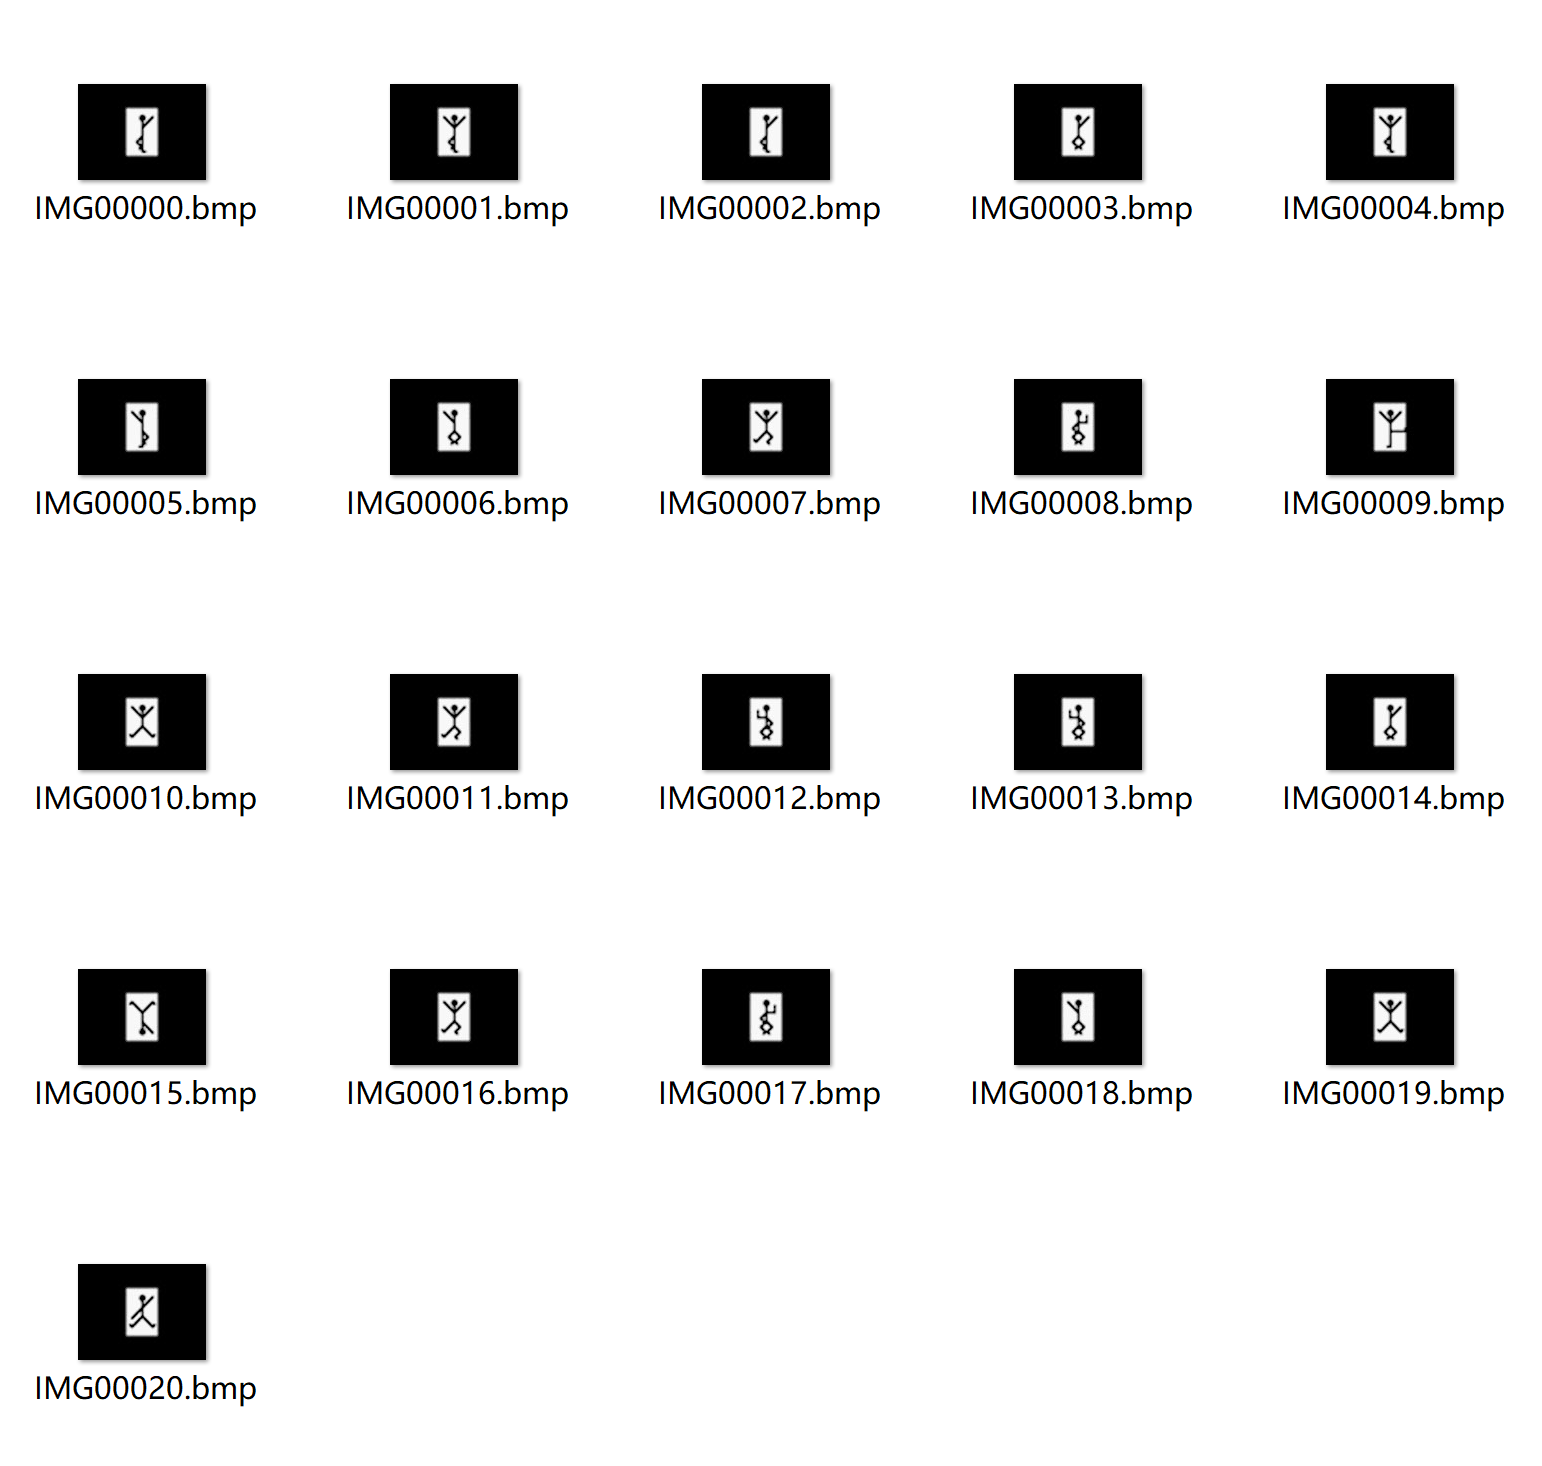 IMG00000.bmp IMG00001.bmp IMG00002.bmp IMG00003.bmp IMG00004.bmp
IMG00005.bmp IMG00006.bmp IMG00007.bmp IMG00008.bmp IMG00009.bmp
IMG00010.bmp IMG00011.bmp IMG00012.bmp IMG00013.bmp IMG00014.bmp
IMG00015.bmp IMG00016.bmp IMG00017.bmp IMG00018.bmp IMG00019.bmp
IMG00020.bmp